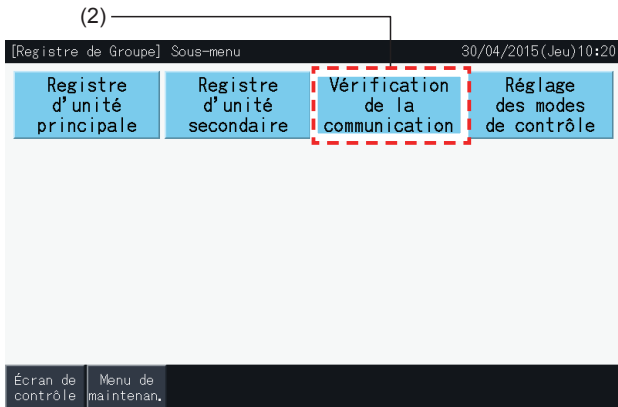 (2)
[Registre de Groupe] Sous-menu 30/04/2015(Jeu)10:20
Registre d'unité principale
Registre d'unité secondaire
Vérification de la communication
Réglage des modes de contrôle
Écran de contrôle
Menu de maintenan.